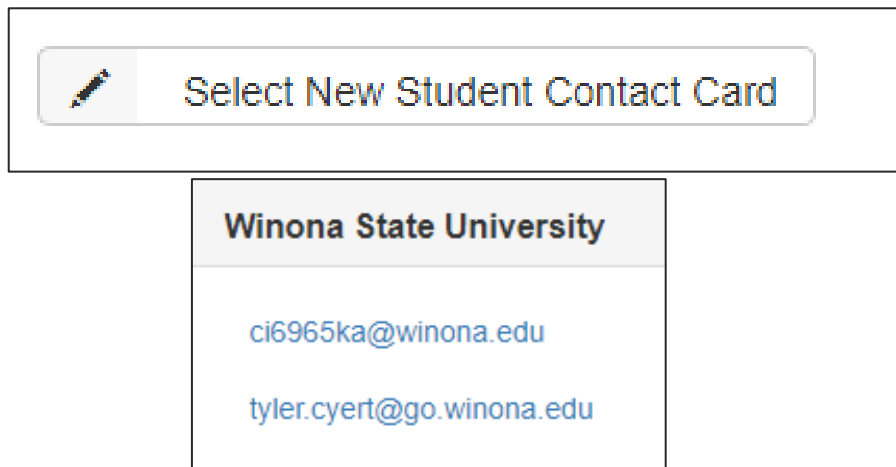 Select New Student Contact Card
Winona State University
ci6965ka@winona.edu
tyler.cyert@go.winona.edu